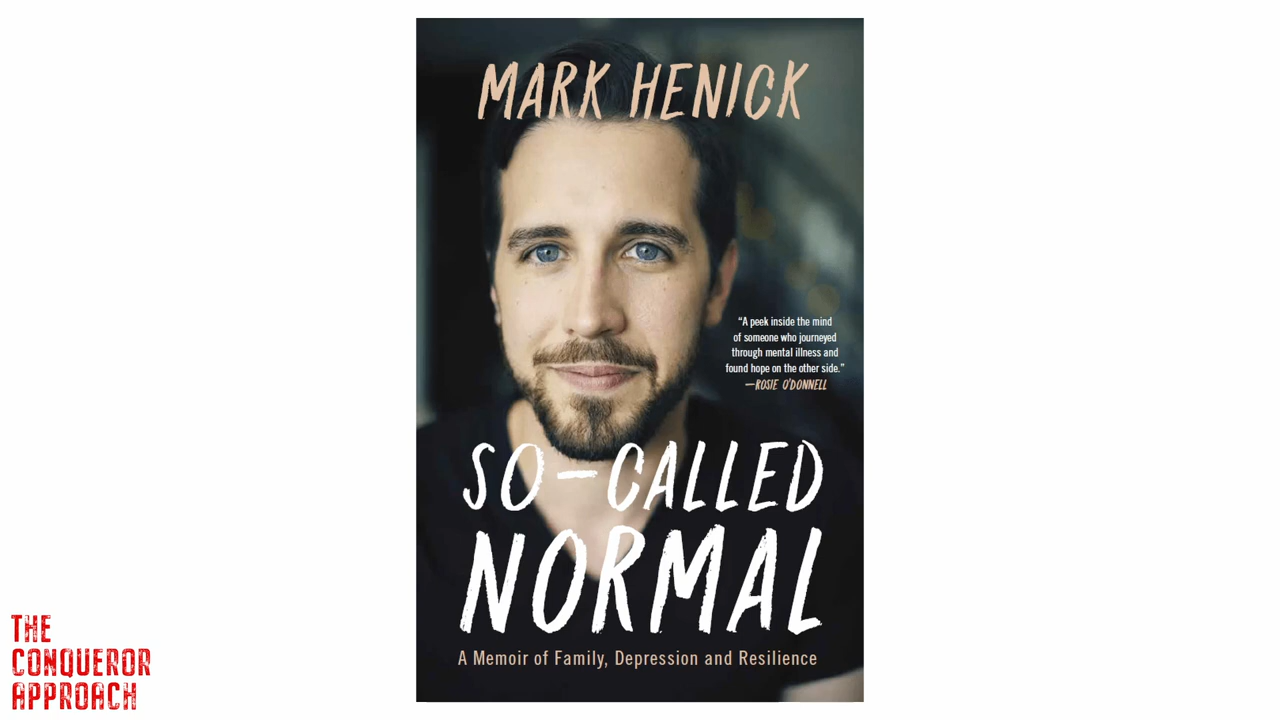 MARK HENICK
“A peek inside the mind
of someone who journeyed
through mental illness and
found hope on the other side.”
—ROSIE O'DONNELL
SO-CALLED
NORMAL
A Memoir of Family, Depression and Resilience
THE
CONQUEROR
APPROACH